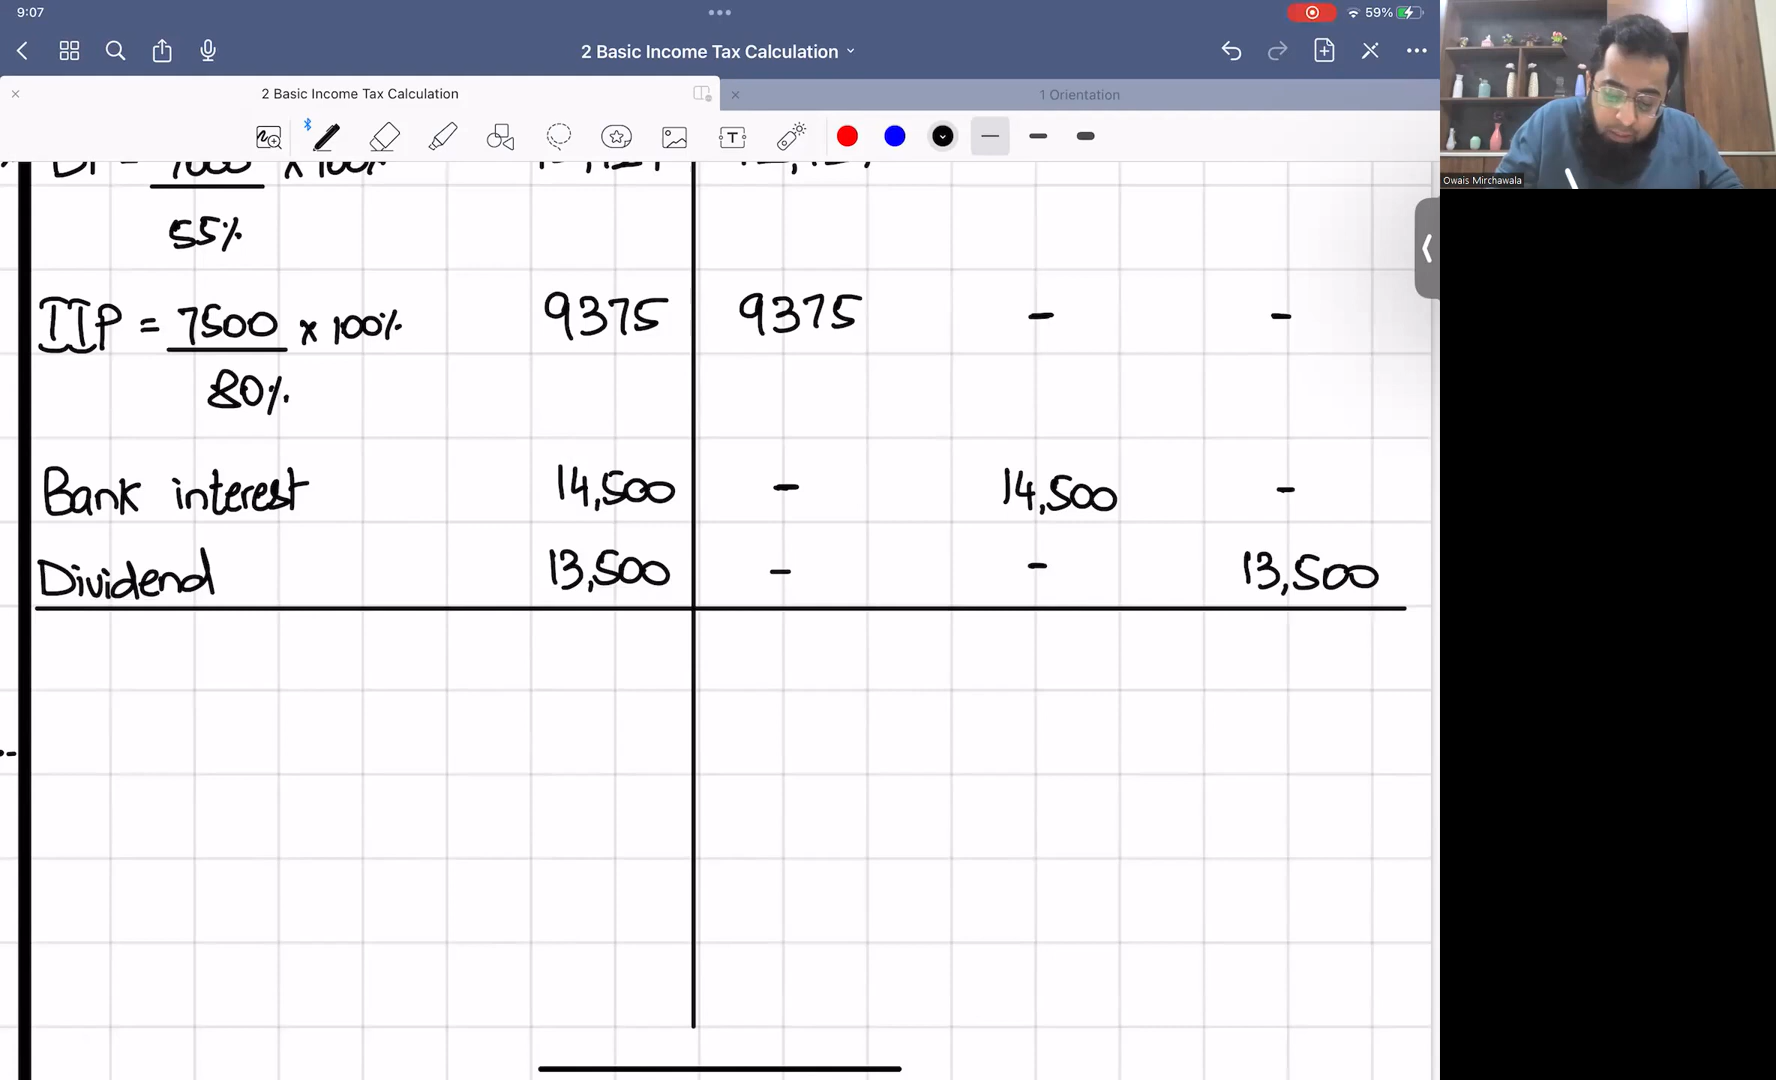 9:07
59%
2 Basic Income Tax Calculation
2 Basic Income Tax Calculation
1 Orientation
Owais Mirchawala
55%
IIP = 7500 x 100% 9375 9375 - -
80%
Bank interest 14,500 - 14,500 -
Dividend 13,500 - - 13,500